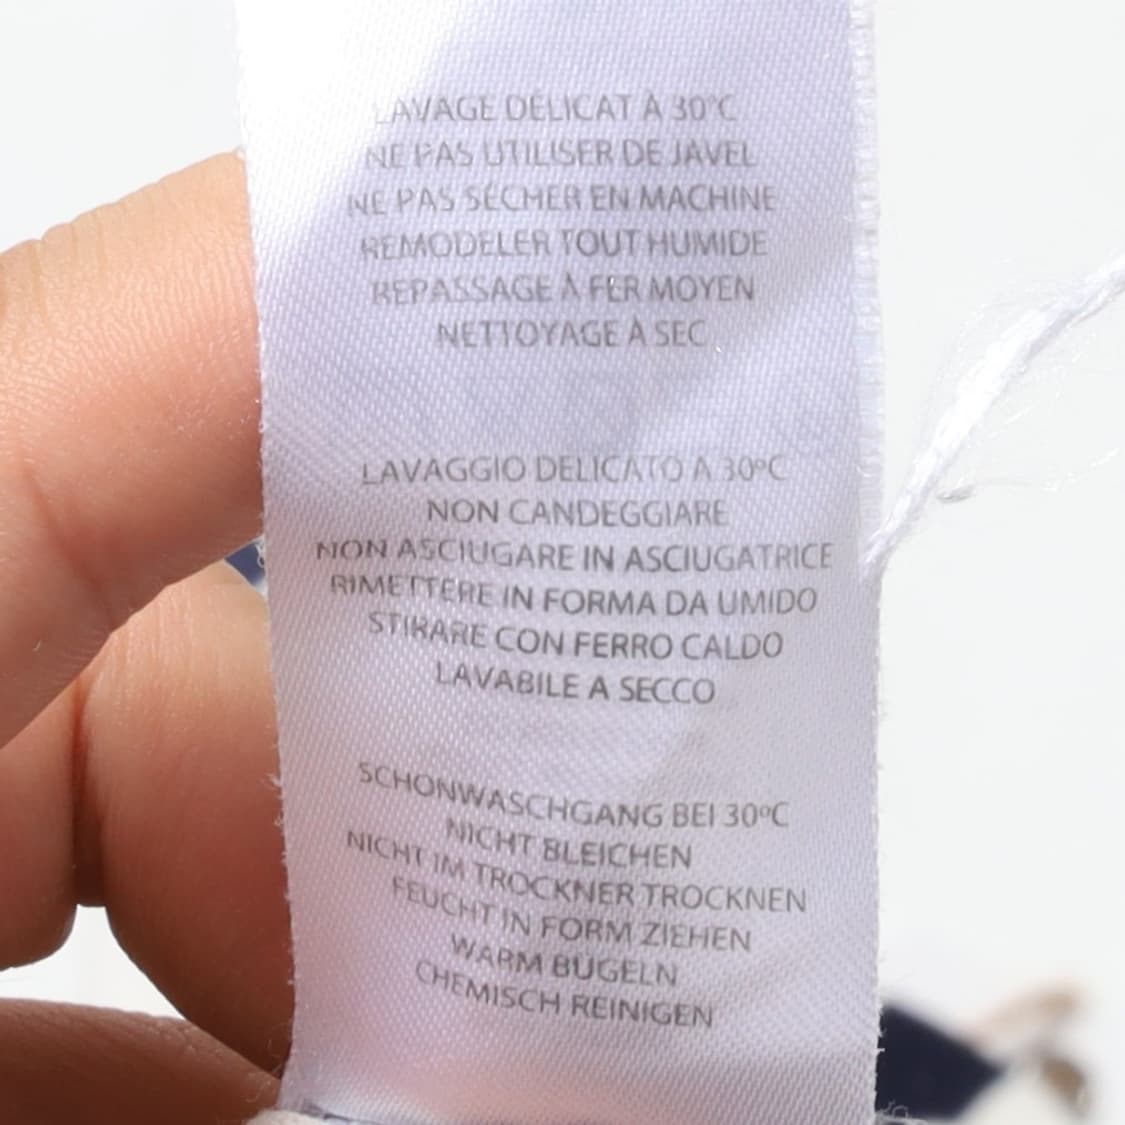 LAVAGE DÉLICAT À 30°C
NE PAS UTILISER DE JAVEL
NE PAS SÉCHER EN MACHINE
REMODELER TOUT HUMIDE
REPASSAGE À FER MOYEN
NETTOYAGE À SEC
LAVAGGIO DELICATO A 30ºC
NON CANDEGGIARE
NON ASCIUGARE IN ASCIUGATRICE
RIMETTERE IN FORMA DA UMIDO
STIRARE CON FERRO CALDO
LAVABILE A SECCO
SCHONWASCHGANG BEI 30ºC
NICHT BLEICHEN
NICHT IM TROCKNER TROCKNEN
FEUCHT IN FORM ZIEHEN
WARM BÜGELN
CHEMISCH REINIGEN